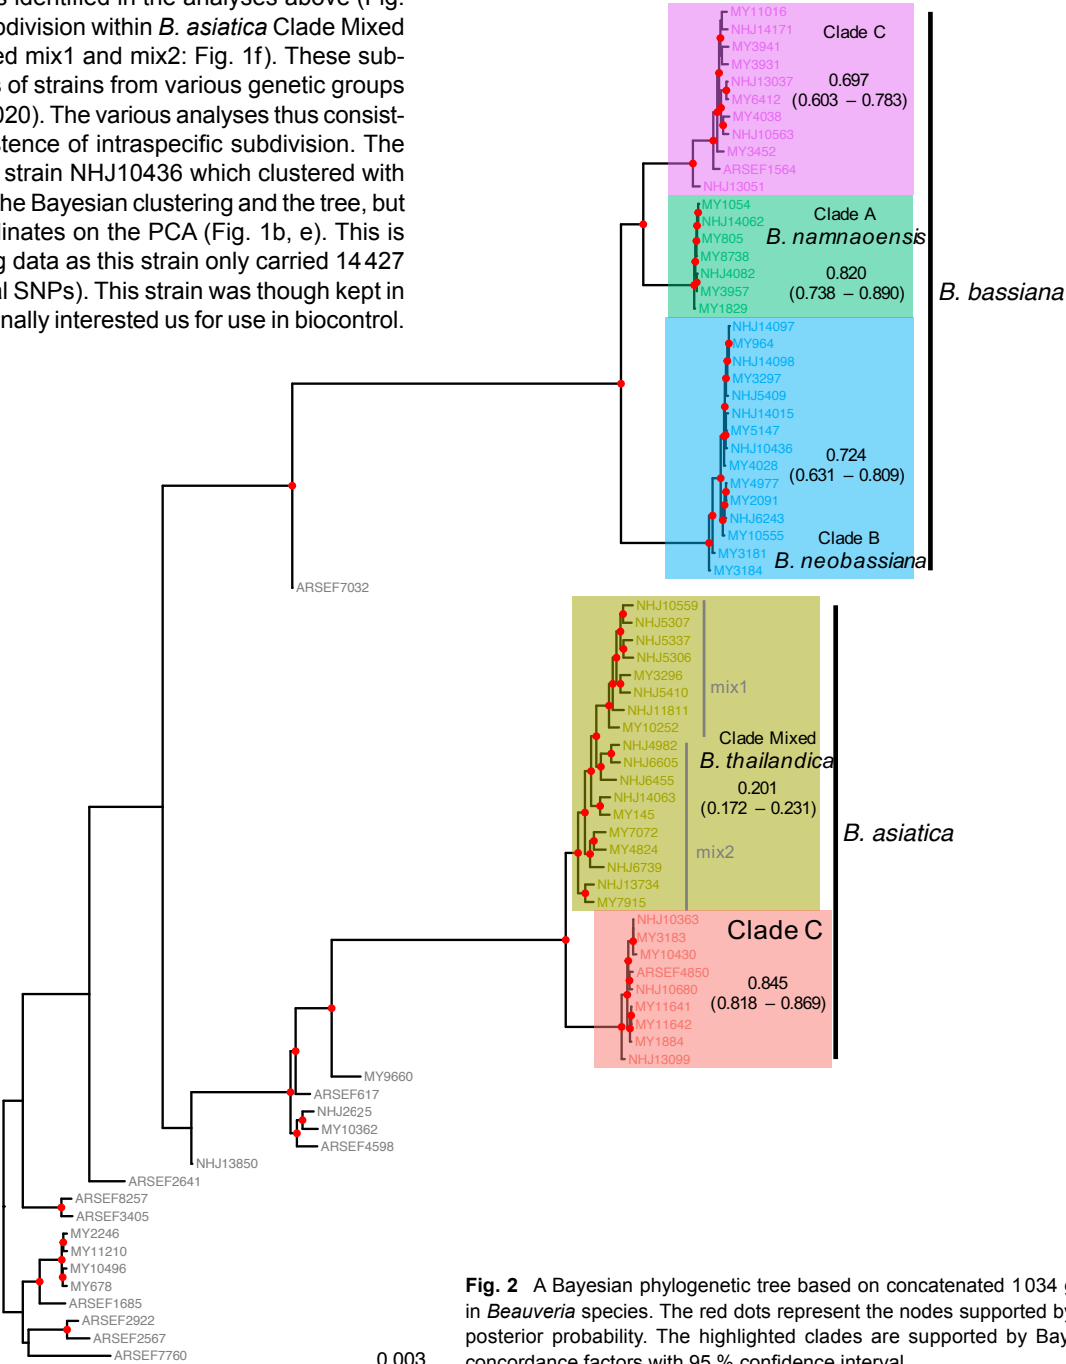 s identified in the analyses above (Fig.
bdivision within B. asiatica Clade Mixed
ed mix1 and mix2: Fig. 1f). These sub-
s of strains from various genetic groups
020). The various analyses thus consist-
stence of intraspecific subdivision. The
strain NHJ10436 which clustered with
he Bayesian clustering and the tree, but
linates on the PCA (Fig. 1b, e). This is
g data as this strain only carried 14 427
al SNPs). This strain was though kept in
onally interested us for use in biocontrol.
MY11016
NHJ14171
Clade C
MY3941
MY3931
NHJ13037
0.697
MY6412
(0.603 – 0.783)
MY4038
NHJ10563
MY3452
ARSEF1564
NHJ13051
MY1054
Clade A
NHJ14062
B. namnaoensis
MY805
MY8738
NHJ4082
0.820
MY3957
(0.738 – 0.890)
B. bassiana
MY1829
NHJ14097
MY964
NHJ14098
MY3297
NHJ5409
NHJ14015
MY5147
NHJ10436
0.724
MY4028
(0.631 – 0.809)
MY4977
MY2091
NHJ6243
MY10555
Clade B
MY3181
B. neobassiana
MY3184
ARSEF7032
NHJ10559
NHJ5307
NHJ5337
NHJ5306
MY3296
mix1
NHJ5410
NHJ11811
MY10252
Clade Mixed
NHJ4982
B. thailandica
NHJ6605
NHJ6455
0.201
NHJ14063
(0.172 – 0.231)
MY145
MY7072
B. asiatica
MY4824
mix2
NHJ6739
NHJ13734
MY7915
NHJ10363
Clade C
MY3183
MY10430
ARSEF4850
0.845
NHJ10680
(0.818 – 0.869)
MY11641
MY11642
MY1884
NHJ13099
MY9660
ARSEF617
NHJ2625
MY10362
ARSEF4598
NHJ13850
ARSEF2641
ARSEF8257
ARSEF3405
MY2246
MY11210
MY10496
MY678
ARSEF1685
ARSEF2922
ARSEF2567
ARSEF7760
0.003
Fig. 2 A Bayesian phylogenetic tree based on concatenated 1 034 g
in Beauveria species. The red dots represent the nodes supported by
posterior probability. The highlighted clades are supported by Bay
concordance factors with 95 % confidence interval.